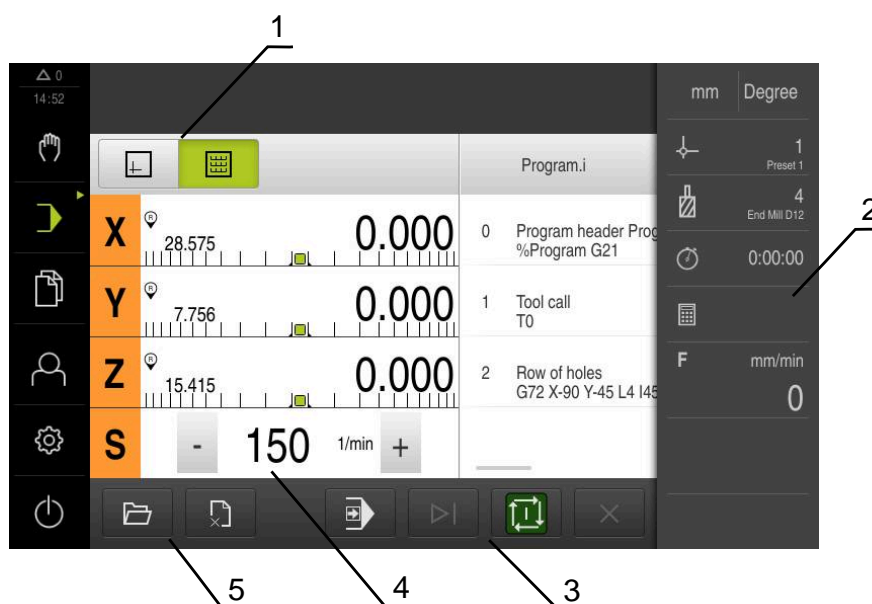 1
0
14:52
mm Degree
1
Preset 1
Program.i
4
End Mill D12
2
X R 28.575 0.000
0 Program header Prog
%Program G21
0:00:00
Y R 7.756 0.000
1 Tool call
T0
Z R 15.415 0.000
2 Row of holes
G72 X-90 Y-45 L4 I45
F mm/min
0
S - 150 1/min +
5 4 3